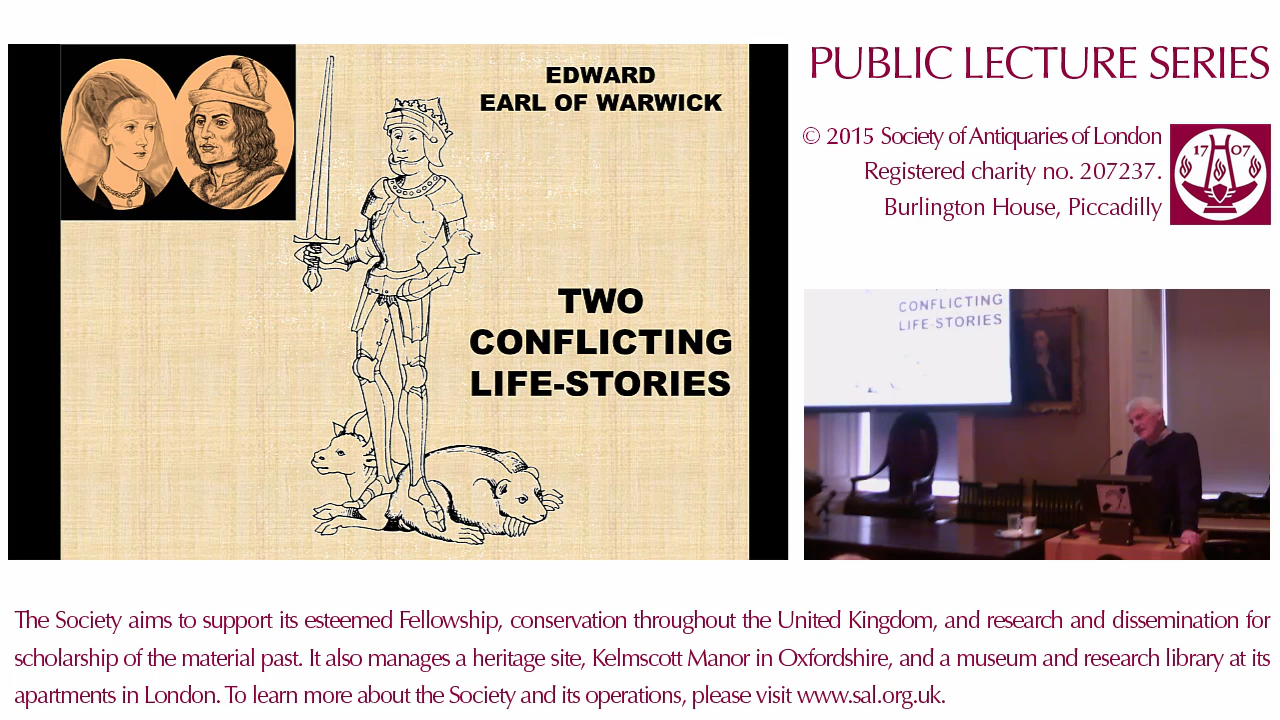 EDWARD
EARL OF WARWICK
TWO
CONFLICTING
LIFE-STORIES
PUBLIC LECTURE SERIES
© 2015 Society of Antiquaries of London
Registered charity no. 207237.
Burlington House, Piccadilly
17 07
CONFLICTING
LIFE-STORIES
The Society aims to support its esteemed Fellowship, conservation throughout the United Kingdom, and research and dissemination for
scholarship of the material past. It also manages a heritage site, Kelmscott Manor in Oxfordshire, and a museum and research library at its
apartments in London. To learn more about the Society and its operations, please visit www.sal.org.uk.